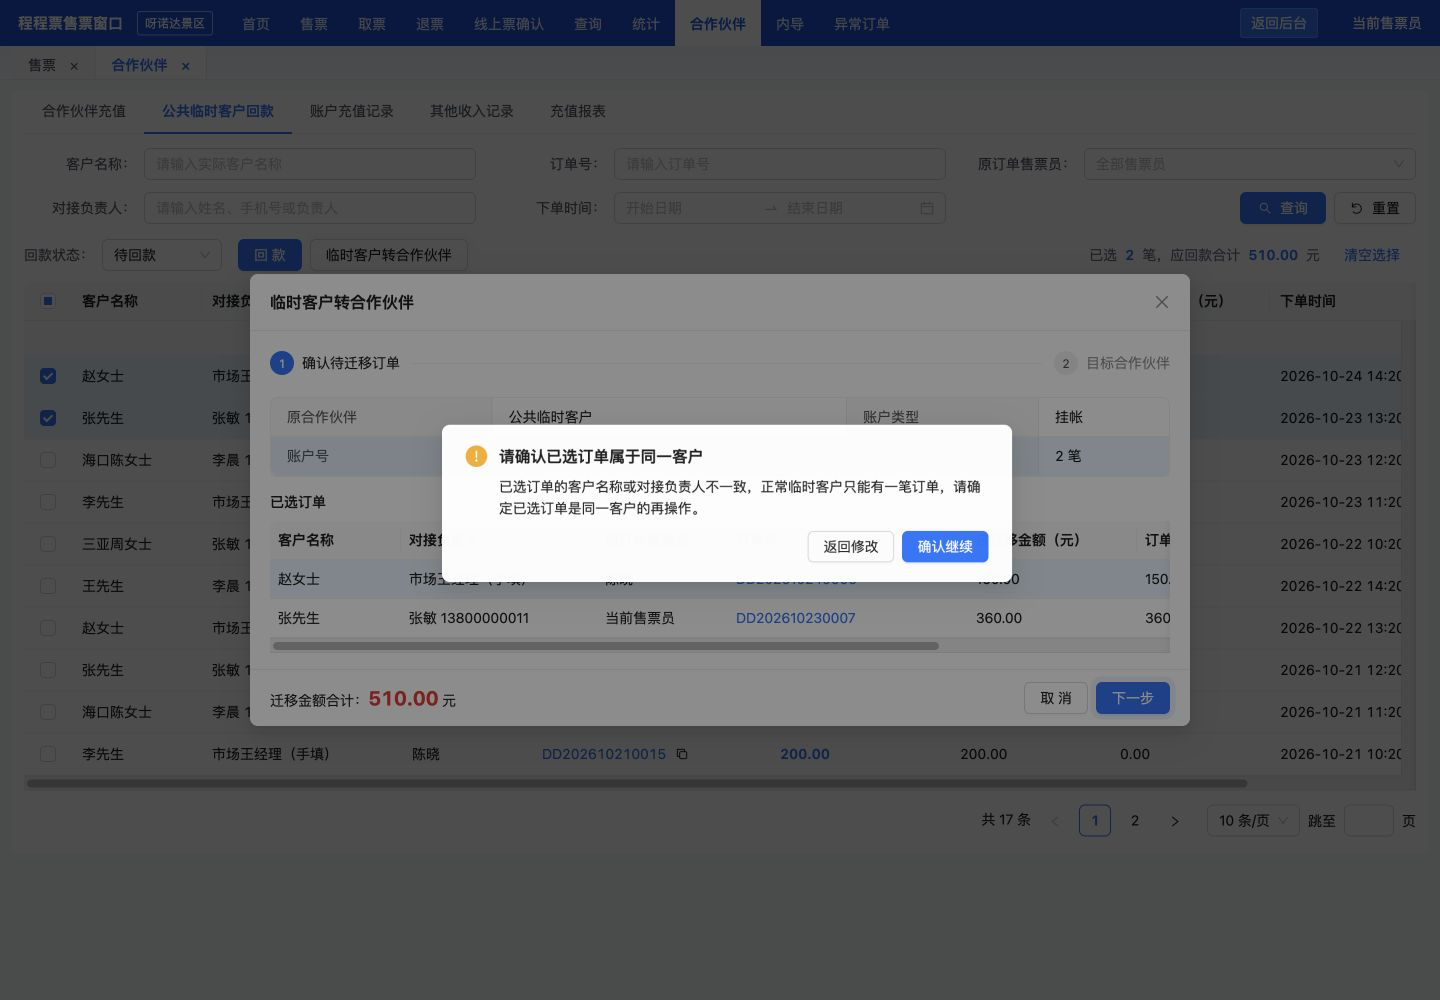 程程票售票窗口 呀诺达景区 首页 售票 取票 退票 线上票确认 查询 统计 合作伙伴 内导 异常订单 返回后台 当前售票员
售票 × 合作伙伴 ×
合作伙伴充值 公共临时客户回款 账户充值记录 其他收入记录 充值报表
客户名称： 请输入实际客户名称 订单号： 请输入订单号 原订单售票员： 全部售票员
对接负责人： 请输入姓名、手机号或负责人 下单时间： 开始日期 → 结束日期 查询 重置
回款状态： 待回款 回 款 临时客户转合作伙伴 已选 2 笔，应回款合计 510.00 元 清空选择
客户名称 对接负 （元） 下单时间
赵女士 市场王 2026-10-24 14:20
张先生 张敏 1 2026-10-23 13:20
海口陈女士 李晨 1 2026-10-23 12:20
李先生 市场王 2026-10-23 11:20
三亚周女士 张敏 1 2026-10-22 10:20
王先生 市场王 2026-10-22 14:20
赵女士 市场王 2026-10-22 13:20
张先生 张敏 1 2026-10-21 12:20
海口陈女士 李晨 1 2026-10-21 11:20
李先生 市场王经理（手填） 陈晓 DD202610210015 200.00 200.00 0.00 2026-10-21 10:20
共 17 条 < 1 2 > 10 条/页 跳至 页
临时客户转合作伙伴
1 确认待迁移订单 2 目标合作伙伴
原合作伙伴 公共临时客户 账户类型 挂帐
账户号 2 笔
已选订单
客户名称 对接负 金额（元） 订单
赵女士 150.
张先生 张敏 13800000011 当前售票员 DD202610230007 360.00 360
迁移金额合计： 510.00 元 取 消 下一步
请确认已选订单属于同一客户
已选订单的客户名称或对接负责人不一致，正常临时客户只能有一笔订单，请确
定已选订单是同一客户的再操作。
返回修改 确认继续